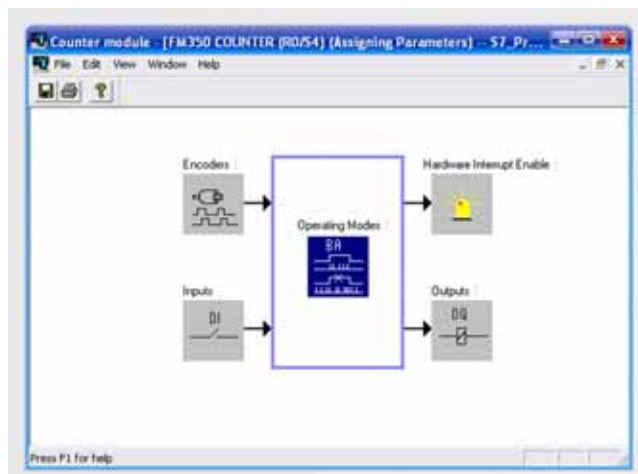 Counter module - [FM350 COUNTER (R0/S4) (Assigning Parameters) -- S7_Pr...
File Edit View Window Help
Encoders
Hardware Interrupt Enable
Operating Modes
BA
Inputs
DI
Outputs
DQ
Press F1 for help